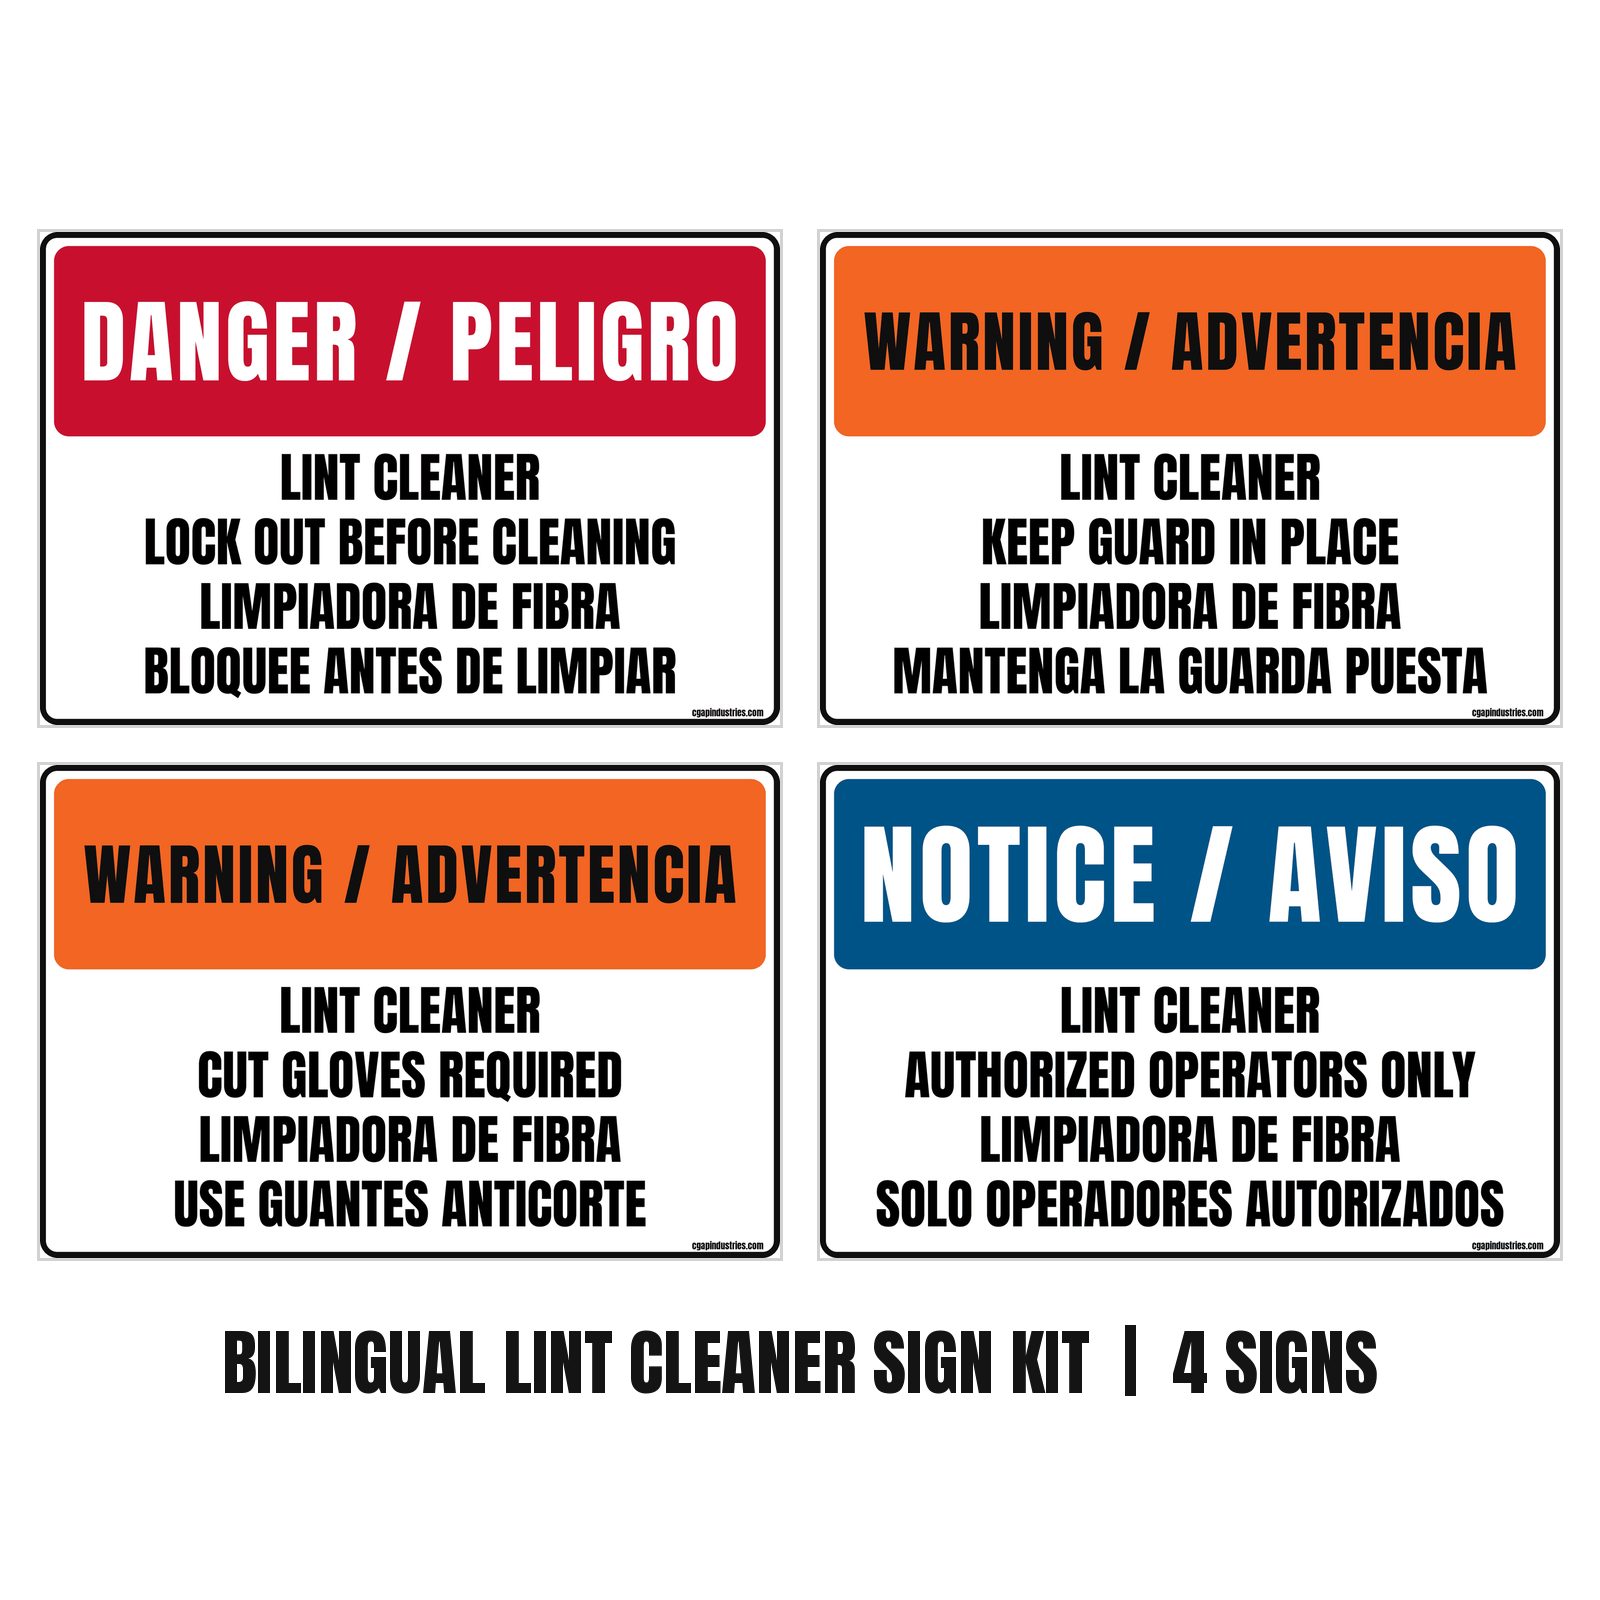 DANGER / PELIGRO
LINT CLEANER
LOCK OUT BEFORE CLEANING
LIMPIADORA DE FIBRA
BLOQUEE ANTES DE LIMPIAR
cgapindustries.com
WARNING / ADVERTENCIA
LINT CLEANER
KEEP GUARD IN PLACE
LIMPIADORA DE FIBRA
MANTENGA LA GUARDA PUESTA
cgapindustries.com
WARNING / ADVERTENCIA
LINT CLEANER
CUT GLOVES REQUIRED
LIMPIADORA DE FIBRA
USE GUANTES ANTICORTE
cgapindustries.com
NOTICE / AVISO
LINT CLEANER
AUTHORIZED OPERATORS ONLY
LIMPIADORA DE FIBRA
SOLO OPERADORES AUTORIZADOS
cgapindustries.com
BILINGUAL LINT CLEANER SIGN KIT | 4 SIGNS